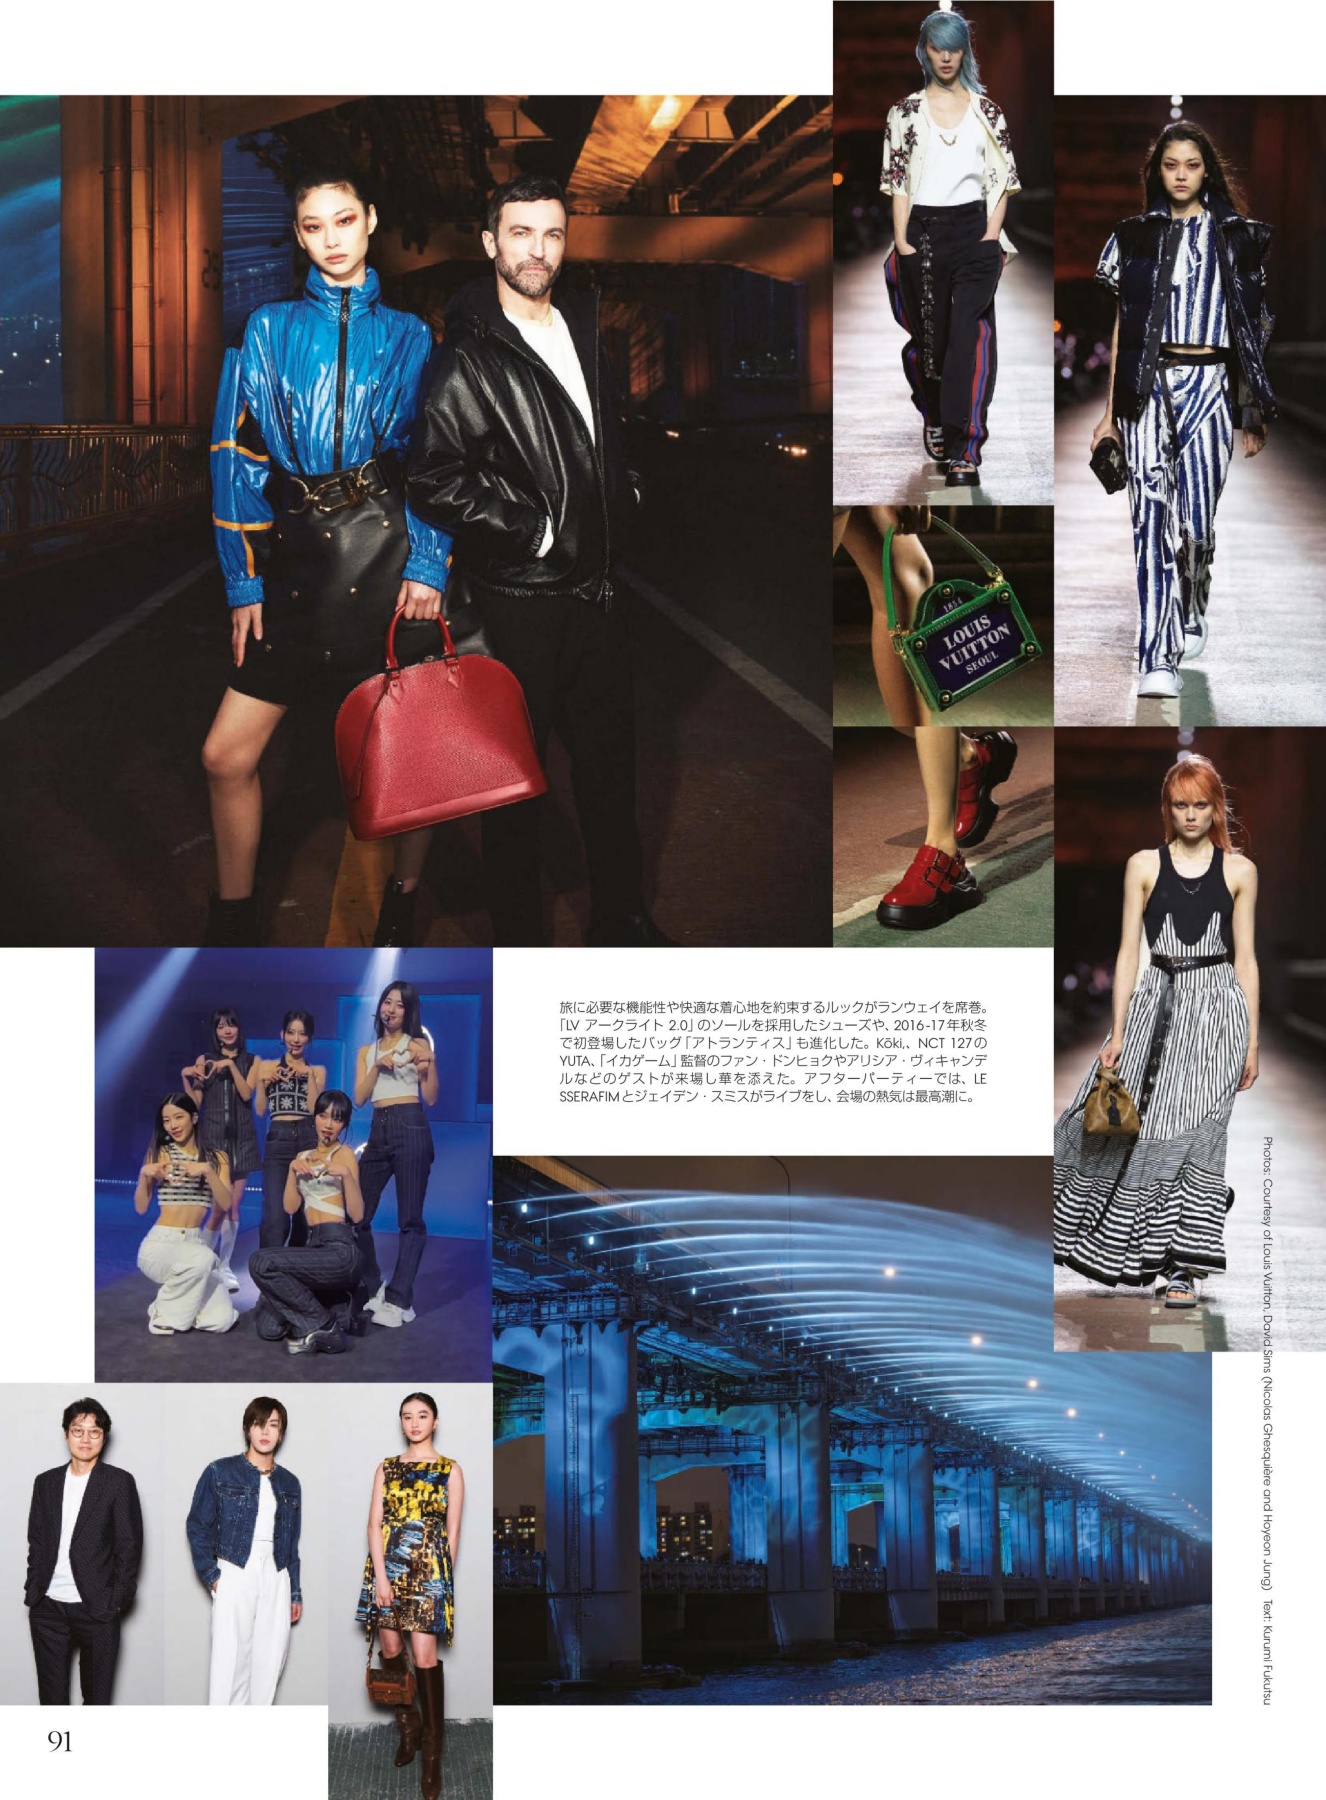 1854
LOUIS
VUITTON
SEOUL
旅に必要な機能性や快適な着心地を約束するルックがランウェイを席巻。
「LV アークライト 2.0」のソールを採用したシューズや、2016-17年秋冬
で初登場したバッグ「アトランティス」も進化した。Kōki,、NCT 127の
YUTA、「イカゲーム」監督のファン・ドンヒョクやアリシア・ヴィキャンデ
ルなどのゲストが来場し華を添えた。アフターパーティーでは、LE
SSERAFIMとジェイデン・スミスがライブをし、会場の熱気は最高潮に。
Photos: Courtesy of Louis Vuitton, David Sims (Nicolas Ghesquière and Hoyeon Jung)  Text: Kurumi Fukutsu
91